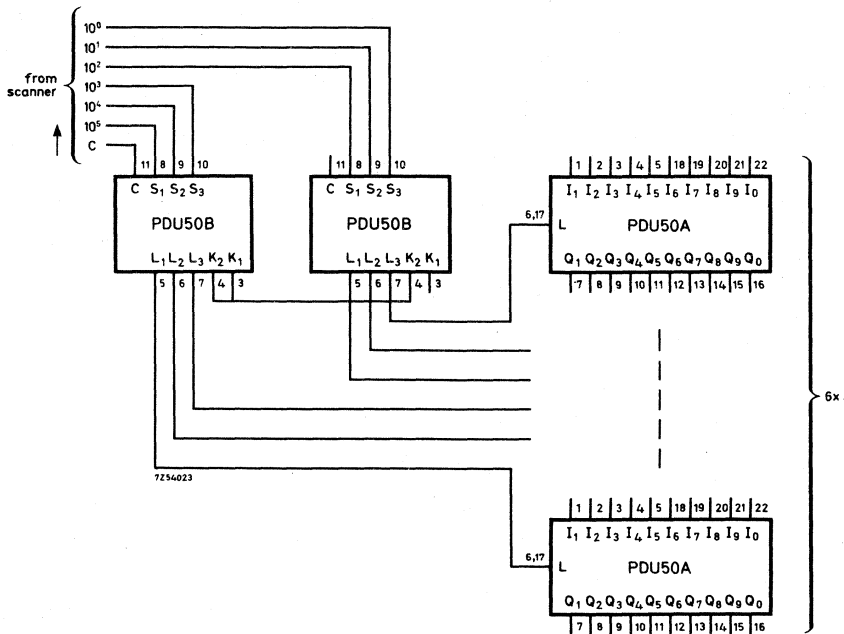 from
scanner
10⁰
10¹
10²
10³
10⁴
10⁵
C
11 8 9 10
C S₁ S₂ S₃
PDU50B
L₁ L₂ L₃ K₂ K₁
5 6 7 4 3
11 8 9 10
C S₁ S₂ S₃
PDU50B
L₁ L₂ L₃ K₂ K₁
5 6 7 4 3
1 2 3 4 5 18 19 20 21 22
I₁ I₂ I₃ I₄ I₅ I₆ I₇ I₈ I₉ I₀
6,17
L
PDU50A
Q₁ Q₂ Q₃ Q₄ Q₅ Q₆ Q₇ Q₈ Q₉ Q₀
7 8 9 10 11 12 13 14 15 16
6x
7Z54023
1 2 3 4 5 18 19 20 21 22
I₁ I₂ I₃ I₄ I₅ I₆ I₇ I₈ I₉ I₀
6,17
L
PDU50A
Q₁ Q₂ Q₃ Q₄ Q₅ Q₆ Q₇ Q₈ Q₉ Q₀
7 8 9 10 11 12 13 14 15 16